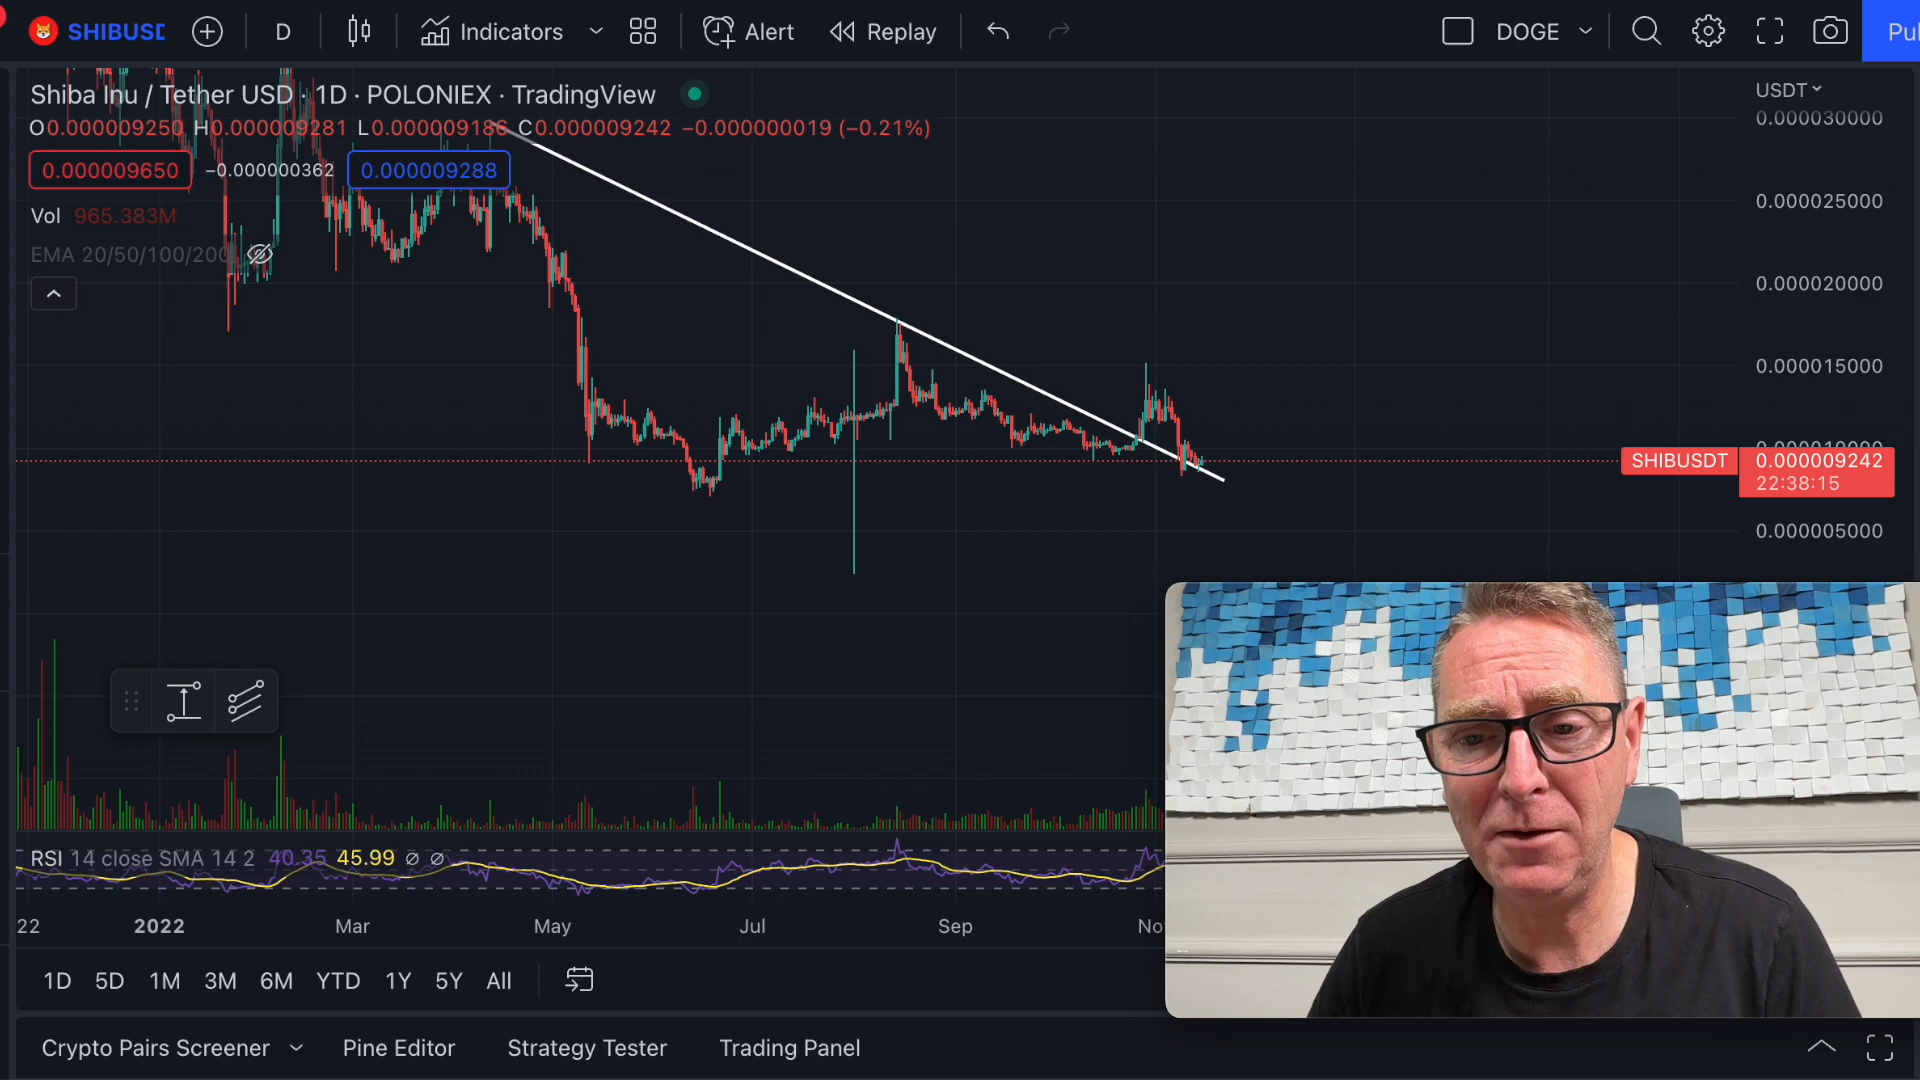 SHIBUSD
D
Indicators
Alert
Replay
DOGE
Shiba Inu / Tether USD · 1D · POLONIEX · TradingView
O0.000009250 H0.000009281 L0.000009186 C0.000009242 −0.000000019 (−0.21%)
0.000009650 −0.000000362 0.000009288
Vol 965.383M
EMA 20/50/100/200
USDT
0.000030000
0.000025000
0.000020000
0.000015000
0.000010000
SHIBUSDT 0.000009242
22:38:15
0.000005000
RSI 14 close SMA 14 2 40.35 45.99 ∅ ∅
22 2022 Mar May Jul Sep No
1D 5D 1M 3M 6M YTD 1Y 5Y All
Crypto Pairs Screener Pine Editor Strategy Tester Trading Panel